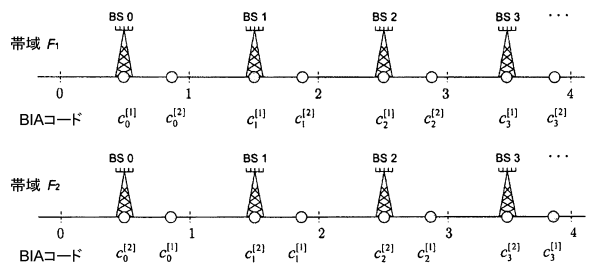 BS 0 BS 1 BS 2 BS 3 ···
帯域 F₁
0 1 2 3 4
BIAコード c₀^[1] c₀^[2] c₁^[1] c₁^[2] c₂^[1] c₂^[2] c₃^[1] c₃^[2]
BS 0 BS 1 BS 2 BS 3 ···
帯域 F₂
0 1 2 3 4
BIAコード c₀^[2] c₀^[1] c₁^[2] c₁^[1] c₂^[2] c₂^[1] c₃^[2] c₃^[1]